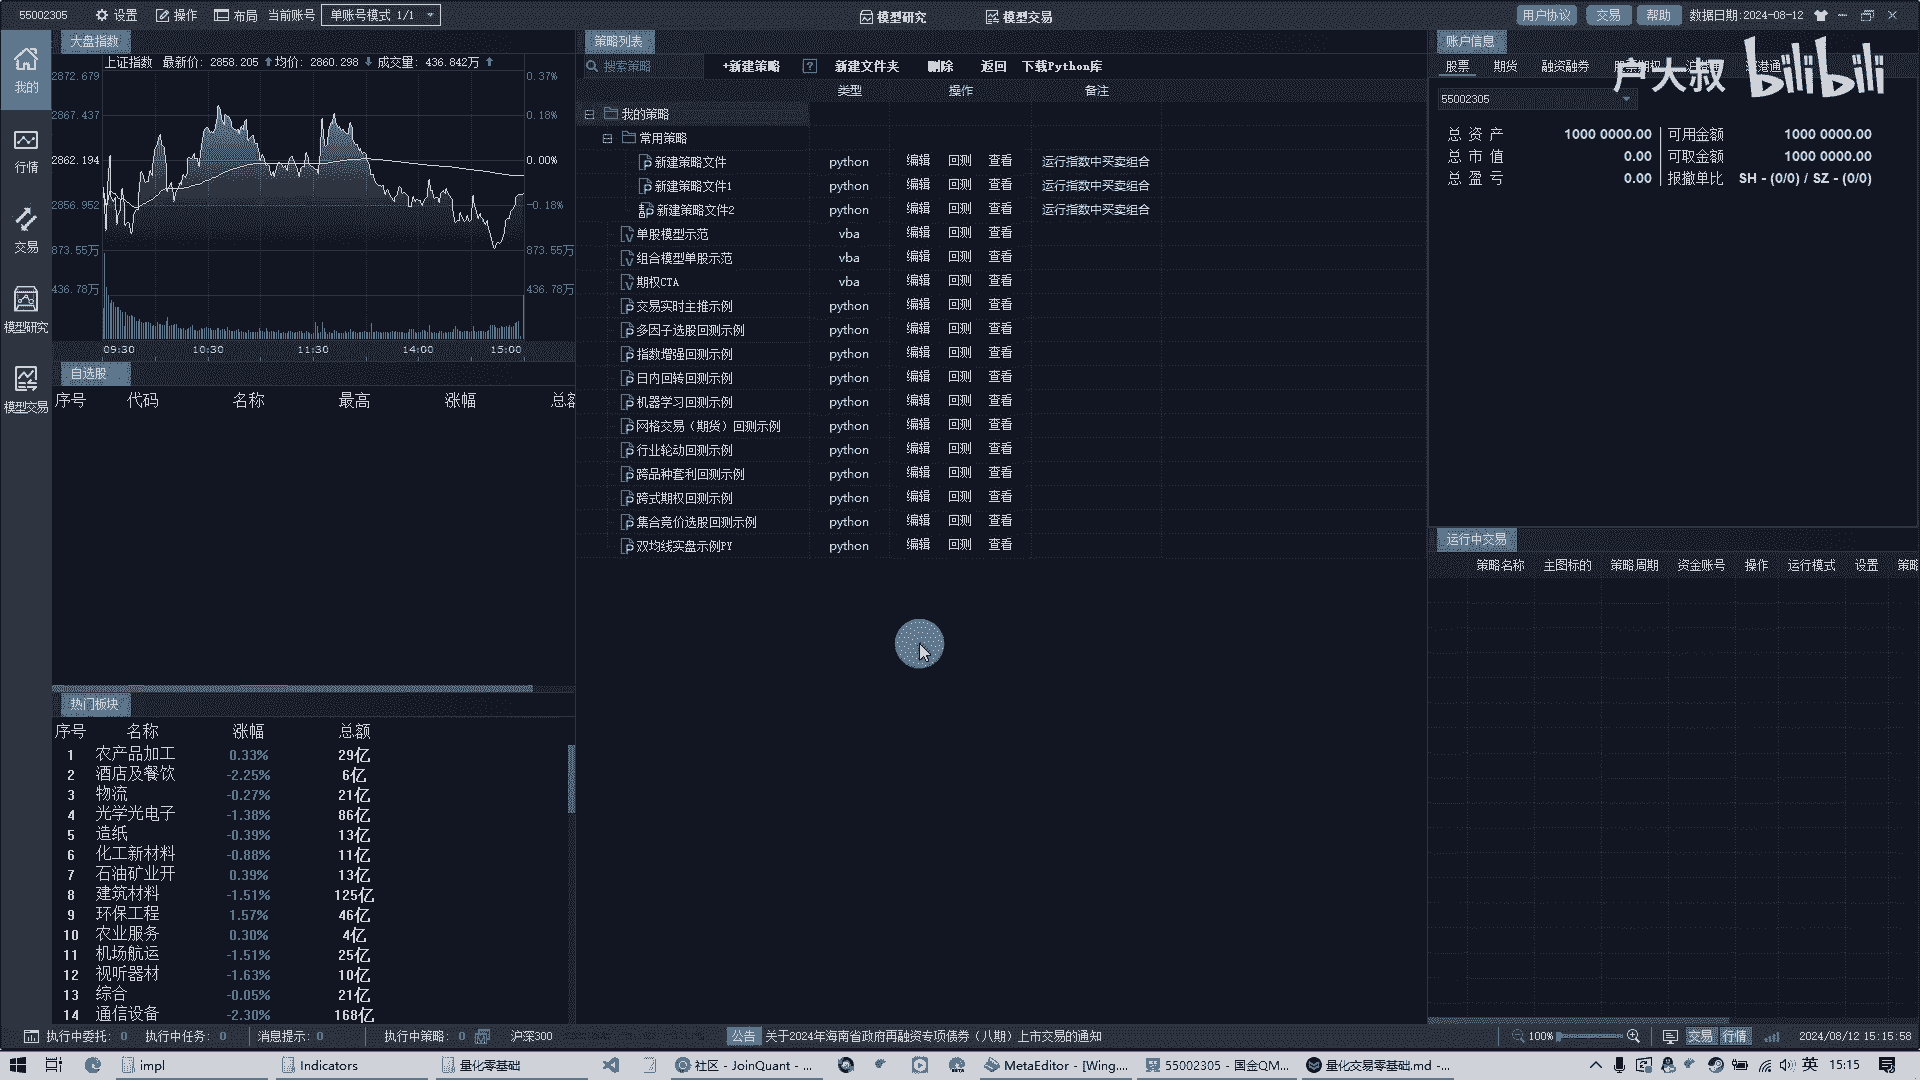 55002305 设置 操作 布局 当前账号 单账号模式 1/1 模型研究 模型交易 用户协议 交易 帮助 数据日期:2024-08-12
我的
行情
交易
模型研究
模型交易
大盘指数
上证指数 最新价: 2858.205 均价: 2860.298 成交量: 436.842万
2872.679 0.37%
2867.437 0.18%
2862.194 0.00%
2856.952 -0.18%
873.55万 873.55万
436.78万 436.78万
09:30 10:30 11:30 14:00 15:00
自选股
序号 代码 名称 最高 涨幅 总额
热门板块
序号 名称 涨幅 总额
1 农产品加工 0.33% 29亿
2 酒店及餐饮 -2.25% 6亿
3 物流 -0.27% 21亿
4 光学光电子 -1.38% 86亿
5 造纸 -0.39% 13亿
6 化工新材料 -0.88% 11亿
7 石油矿业开 0.39% 13亿
8 建筑材料 -1.51% 125亿
9 环保工程 1.57% 46亿
10 农业服务 0.30% 4亿
11 机场航运 -1.51% 25亿
12 视听器材 -1.63% 10亿
13 综合 -0.05% 21亿
14 通信设备 -2.30% 168亿
策略列表
搜索策略 +新建策略 ? 新建文件夹 删除 返回 下载Python库
类型 操作 备注
我的策略
常用策略
新建策略文件 python 编辑 回测 查看 运行指数中买卖组合
新建策略文件1 python 编辑 回测 查看 运行指数中买卖组合
新建策略文件2 python 编辑 回测 查看 运行指数中买卖组合
单股模型示范 vba 编辑 回测 查看
组合模型单股示范 vba 编辑 回测 查看
期权CTA vba 编辑 回测 查看
交易实时主推示例 python 编辑 回测 查看
多因子选股回测示例 python 编辑 回测 查看
指数增强回测示例 python 编辑 回测 查看
日内回转回测示例 python 编辑 回测 查看
机器学习回测示例 python 编辑 回测 查看
网格交易（期货）回测示例 python 编辑 回测 查看
行业轮动回测示例 python 编辑 回测 查看
跨品种套利回测示例 python 编辑 回测 查看
跨式期权回测示例 python 编辑 回测 查看
集合竞价选股回测示例 python 编辑 回测 查看
双均线实盘示例PY python 编辑 回测 查看
账户信息
股票 期货 融资融券
户大叔 bilibili
55002305
总资产 1000 0000.00 可用金额 1000 0000.00
总市值 0.00 可取金额 1000 0000.00
总盈亏 0.00 报撤单比 SH - (0/0) / SZ - (0/0)
运行中交易
策略名称 主图标的 策略周期 资金账号 操作 运行模式 设置 策略
执行中委托: 0 执行中任务: 0 消息提示: 0 执行中策略: 0 沪深300 公告 关于2024年海南省政府再融资专项债券（八期）上市交易的通知 100% 交易 行情 2024/08/12 15:15:58
impl Indicators 量化零基础 社区 - JoinQuant - ... MetaEditor - [Wing.... 55002305 - 国金QM... 量化交易零基础.md -... 英 15:15